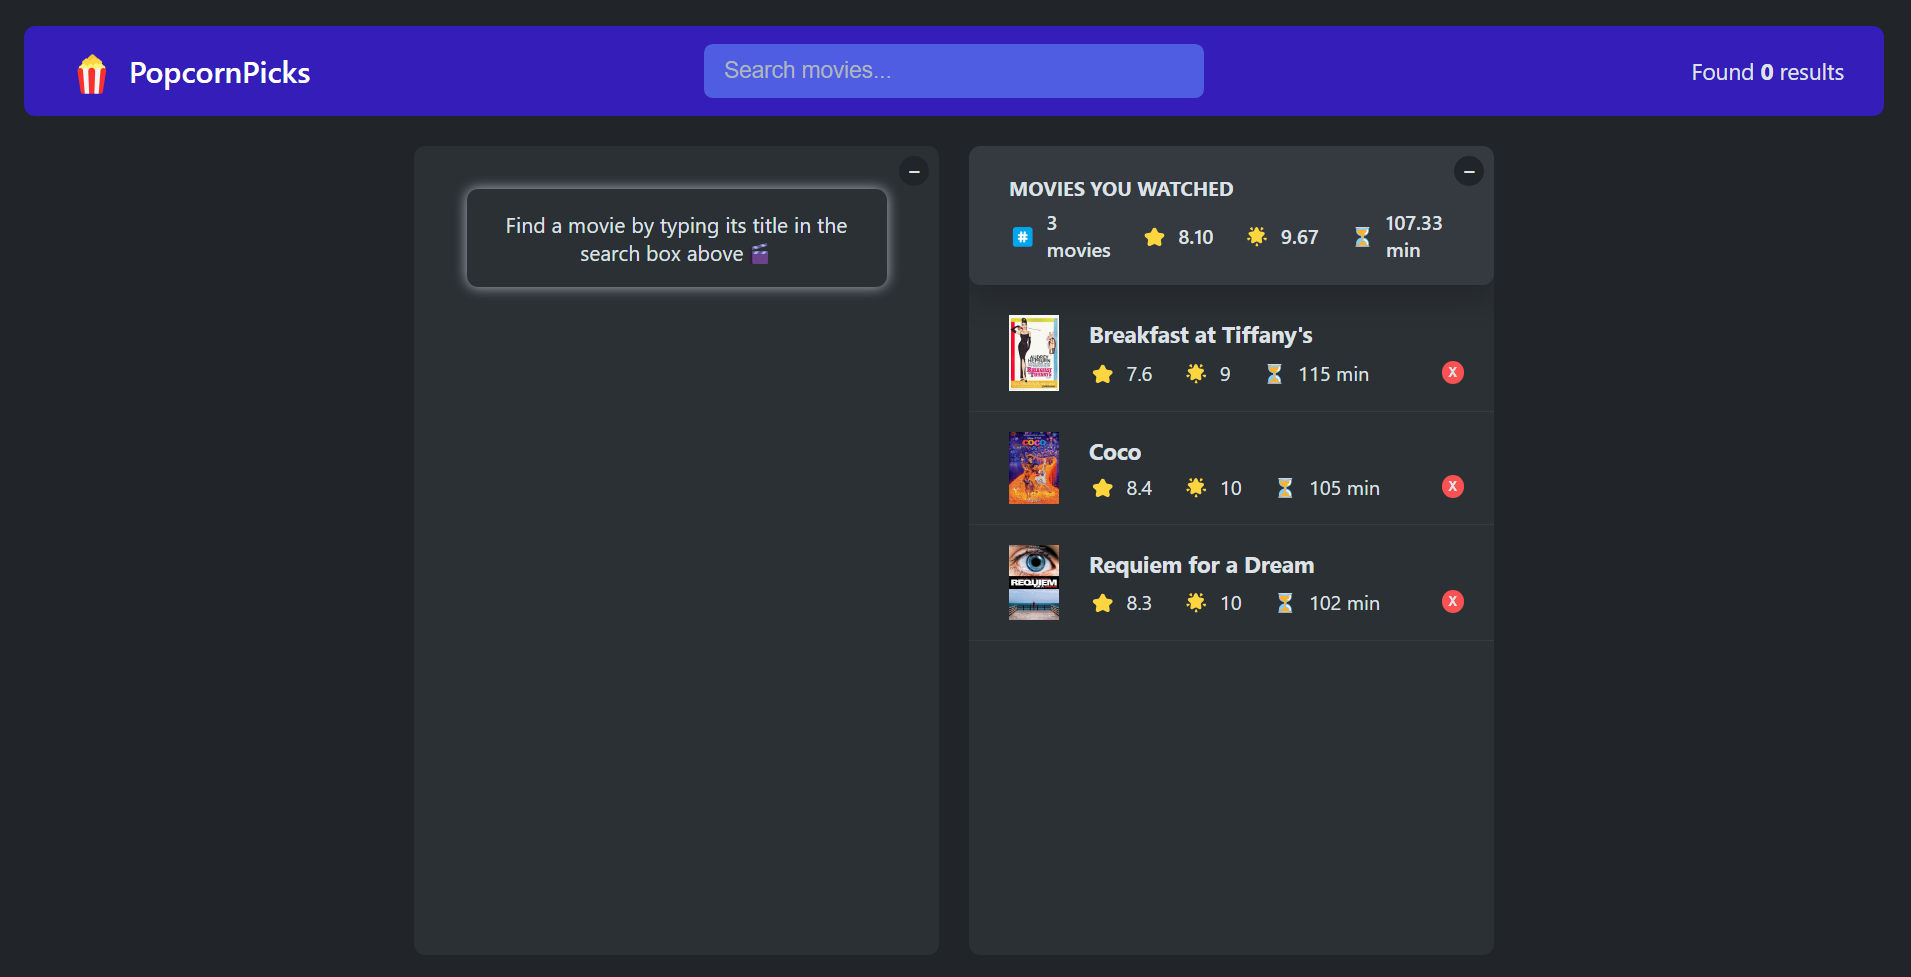 PopcornPicks
Search movies...
Found 0 results
Find a movie by typing its title in the
search box above
MOVIES YOU WATCHED
3
movies
8.10
9.67
107.33
min
Breakfast at Tiffany's
7.6 9 115 min
X
Coco
8.4 10 105 min
X
Requiem for a Dream
REQUIEM
8.3 10 102 min
X